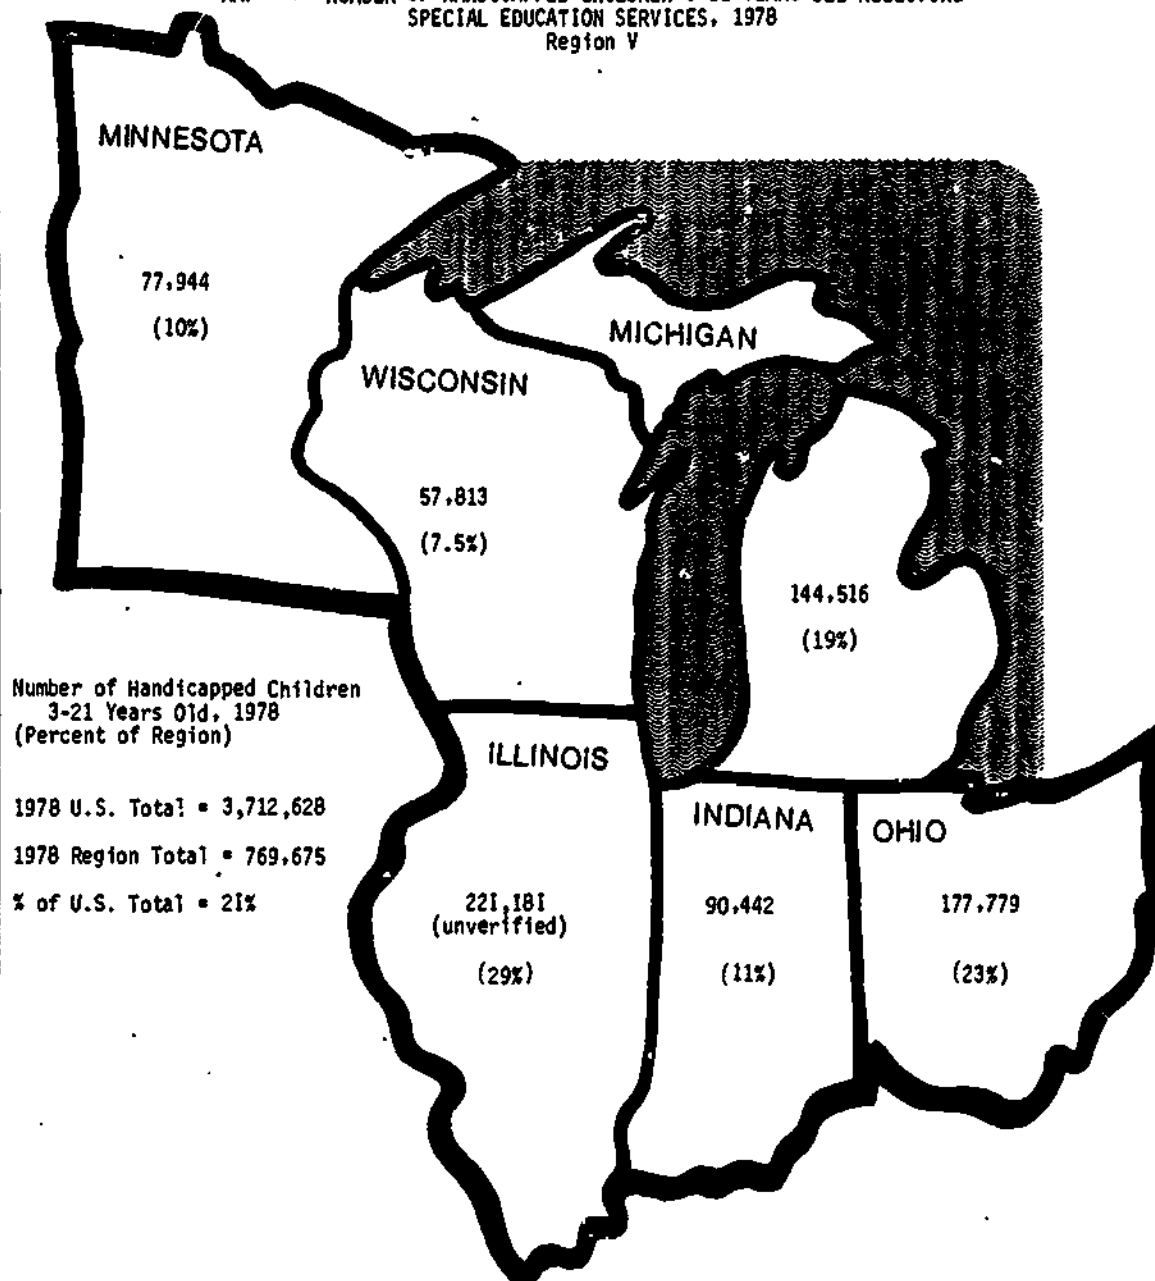 SPECIAL EDUCATION SERVICES, 1978
Region V
MINNESOTA
77,944
(10%)
MICHIGAN
WISCONSIN
57,813
(7.5%)
144,516
(19%)
Number of Handicapped Children
3-21 Years Old, 1978
(Percent of Region)
ILLINOIS
1978 U.S. Total = 3,712,628
INDIANA
OHIO
1978 Region Total = 769,675
% of U.S. Total = 21%
221,181
(unverified)
(29%)
90,442
(11%)
177,779
(23%)